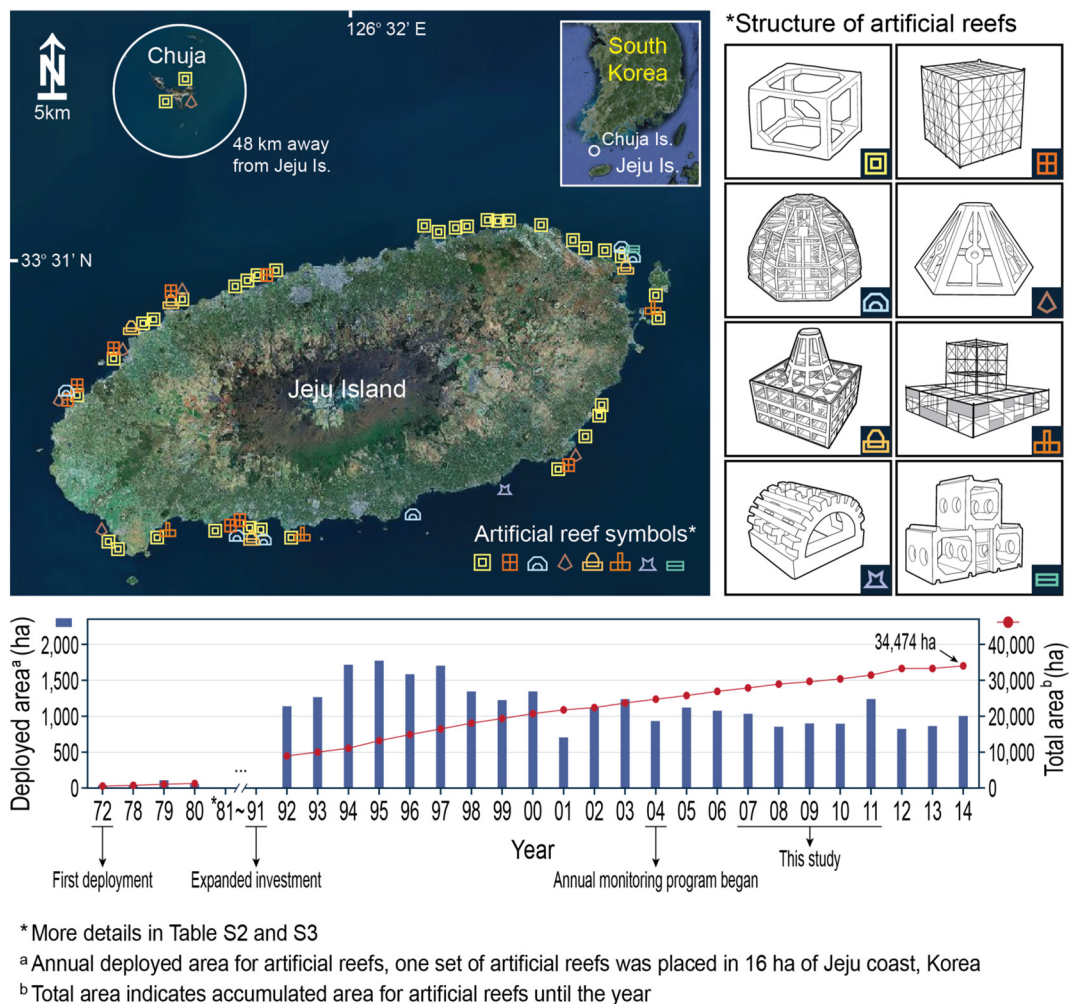 126° 32' E
*Structure of artificial reefs
N
5km
Chuja
48 km away
from Jeju Is.
South
Korea
Chuja Is.
Jeju Is.
33° 31' N
Jeju Island
Artificial reef symbols*
Deployed areaᵃ (ha)
2,000
1,500
1,000
500
0
34,474 ha
40,000
30,000
20,000
10,000
0
Total areaᵇ (ha)
...
72 78 79 80 *81~91 92 93 94 95 96 97 98 99 00 01 02 03 04 05 06 07 08 09 10 11 12 13 14
Year
First deployment
Expanded investment
Annual monitoring program began
This study
* More details in Table S2 and S3
ᵃ Annual deployed area for artificial reefs, one set of artificial reefs was placed in 16 ha of Jeju coast, Korea
ᵇ Total area indicates accumulated area for artificial reefs until the year